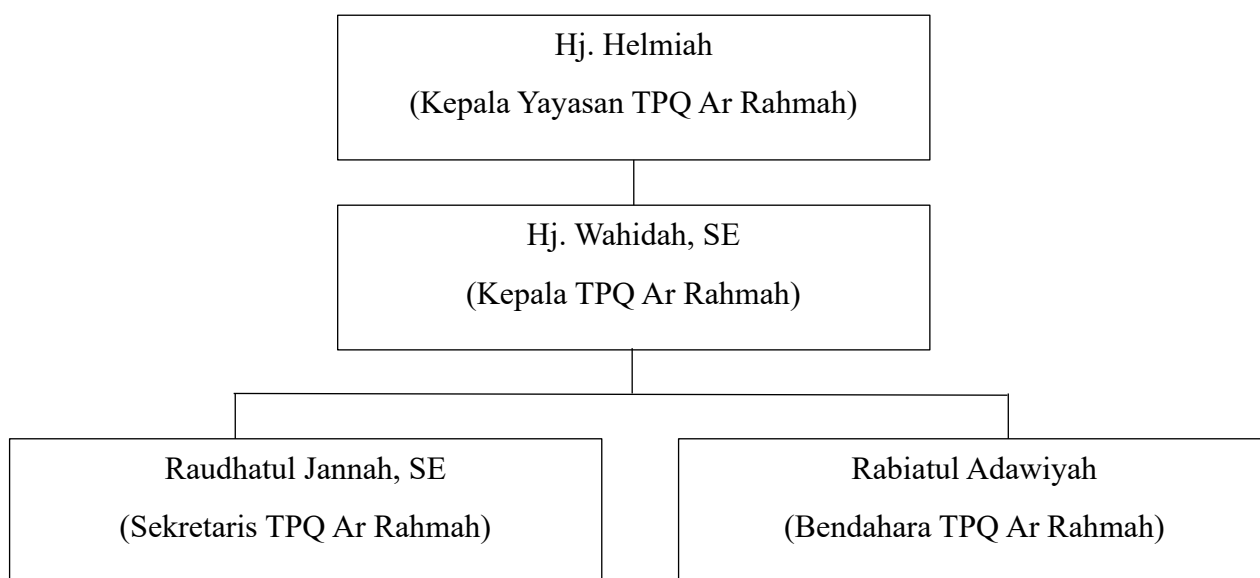 Hj. Helmiah
(Kepala Yayasan TPQ Ar Rahmah)
Hj. Wahidah, SE
(Kepala TPQ Ar Rahmah)
Raudhatul Jannah, SE
(Sekretaris TPQ Ar Rahmah)
Rabiatul Adawiyah
(Bendahara TPQ Ar Rahmah)